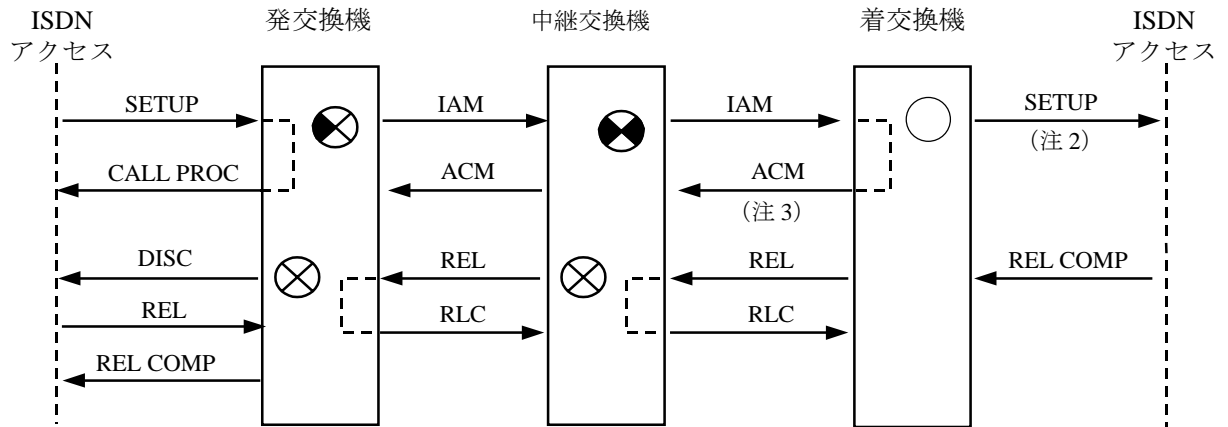 ISDN
アクセス
発交換機
中継交換機
着交換機
ISDN
アクセス
SETUP
IAM
IAM
SETUP
（注 2）
CALL PROC
ACM
ACM
（注 3）
DISC
REL
REL
REL COMP
REL
RLC
RLC
REL COMP